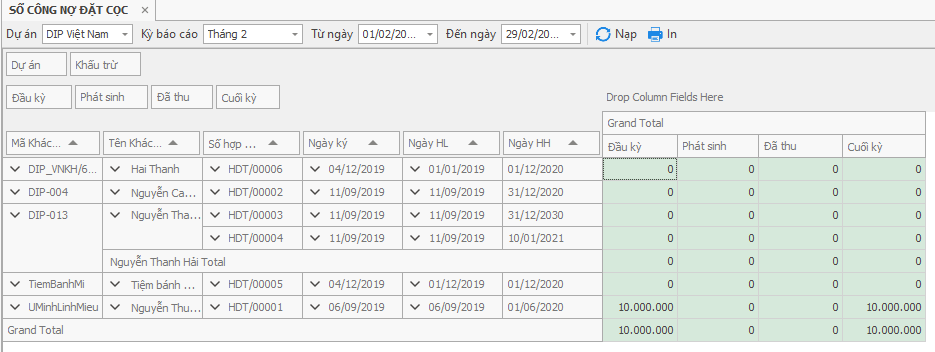 SỔ CÔNG NỢ ĐẶT CỌC ×
Dự án DIP Việt Nam Kỳ báo cáo Tháng 2 Từ ngày 01/02/20... Đến ngày 29/02/20... Nạp In
Dự án Khấu trừ
Đầu kỳ Phát sinh Đã thu Cuối kỳ
Drop Column Fields Here
Grand Total
Mã Khác... Tên Khác... Số hợp ... Ngày ký Ngày HL Ngày HH Đầu kỳ Phát sinh Đã thu Cuối kỳ
DIP_VNKH/6... Hai Thanh HDT/00006 04/12/2019 01/01/2019 01/12/2020 0 0 0 0
DIP-004 Nguyễn Ca... HDT/00002 11/09/2019 11/09/2019 31/12/2020 0 0 0 0
DIP-013 Nguyễn Tha... HDT/00003 11/09/2019 11/09/2019 31/12/2030 0 0 0 0
HDT/00004 11/09/2019 11/09/2019 10/01/2021 0 0 0 0
Nguyễn Thanh Hải Total 0 0 0 0
TiemBanhMi Tiệm bánh ... HDT/00005 04/12/2019 01/12/2019 01/12/2020 0 0 0 0
UMinhLinhMieu Nguyễn Thu... HDT/00001 06/09/2019 06/09/2019 01/06/2020 10.000.000 0 0 10.000.000
Grand Total 10.000.000 0 0 10.000.000